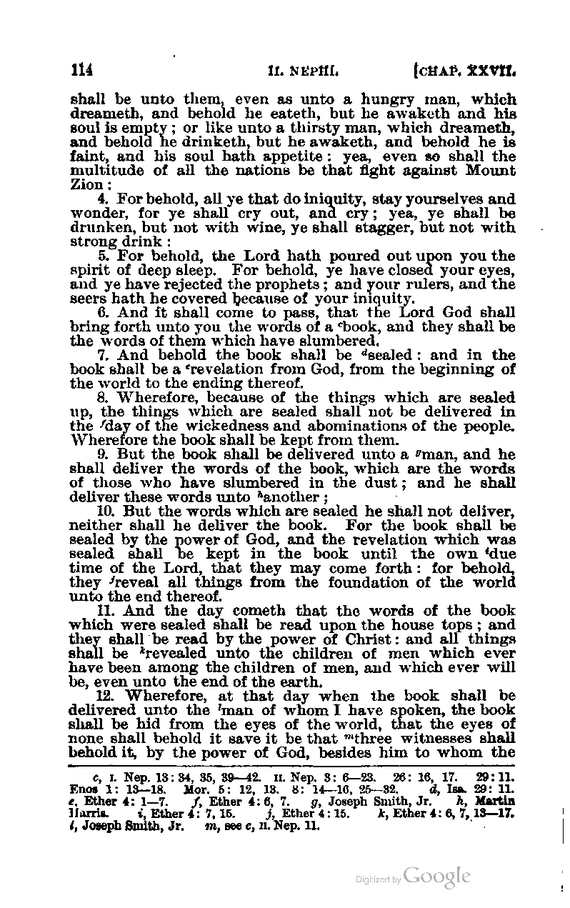 114 II. NEPHI. [CHAP. XXVII.
shall be unto them, even as unto a hungry man, which
dreameth, and behold he eateth, but he awaketh and his
soul is empty; or like unto a thirsty man, which dreameth,
and behold he drinketh, but he awaketh, and behold he is
faint, and his soul hath appetite: yea, even so shall the
multitude of all the nations be that fight against Mount
Zion:
4. For behold, all ye that do iniquity, stay yourselves and
wonder, for ye shall cry out, and cry; yea, ye shall be
drunken, but not with wine, ye shall stagger, but not with
strong drink:
5. For behold, the Lord hath poured out upon you the
spirit of deep sleep. For behold, ye have closed your eyes,
and ye have rejected the prophets; and your rulers, and the
seers hath he covered because of your iniquity.
6. And it shall come to pass, that the Lord God shall
bring forth unto you the words of a cbook, and they shall be
the words of them which have slumbered.
7. And behold the book shall be dsealed: and in the
book shall be a erevelation from God, from the beginning of
the world to the ending thereof.
8. Wherefore, because of the things which are sealed
up, the things which are sealed shall not be delivered in
the fday of the wickedness and abominations of the people.
Wherefore the book shall be kept from them.
9. But the book shall be delivered unto a gman, and he
shall deliver the words of the book, which are the words
of those who have slumbered in the dust; and he shall
deliver these words unto hanother;
10. But the words which are sealed he shall not deliver,
neither shall he deliver the book. For the book shall be
sealed by the power of God, and the revelation which was
sealed shall be kept in the book until the own idue
time of the Lord, that they may come forth: for behold,
they jreveal all things from the foundation of the world
unto the end thereof.
11. And the day cometh that the words of the book
which were sealed shall be read upon the house tops; and
they shall be read by the power of Christ: and all things
shall be krevealed unto the children of men which ever
have been among the children of men, and which ever will
be, even unto the end of the earth.
12. Wherefore, at that day when the book shall be
delivered unto the lman of whom I have spoken, the book
shall be hid from the eyes of the world, that the eyes of
none shall behold it save it be that mthree witnesses shall
behold it, by the power of God, besides him to whom the
c, I. Nep. 13:34, 35, 39—42. II. Nep. 3: 6—23. 26: 16, 17. 29:11.
Enos 1: 13—18. Mor. 5: 12, 13. 8: 14—16, 25—32. d, Isa. 29: 11.
e, Ether 4: 1—7. f, Ether 4: 6, 7. g, Joseph Smith, Jr. h, Martin
Harris. i, Ether 4: 7, 15. j, Ether 4: 15. k, Ether 4: 6, 7, 13—17.
l, Joseph Smith, Jr. m, see c, II. Nep. 11.
Digitized by Google